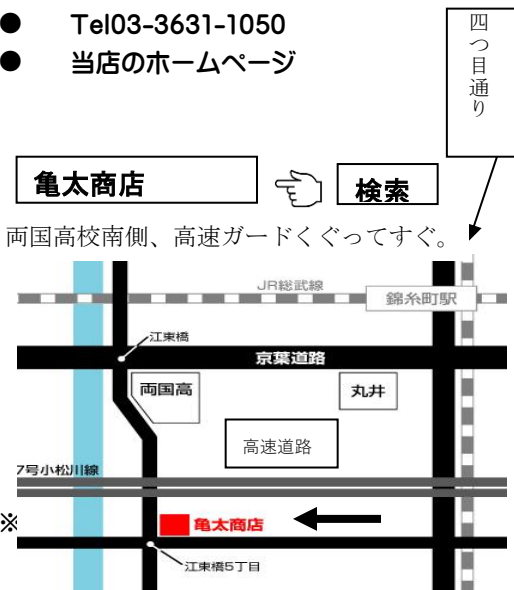 ● Tel03-3631-1050
● 当店のホームページ
四つ目通り
亀太商店 ☜ 検索
両国高校南側、高速ガードくぐってすぐ。
JR総武線
錦糸町駅
江東橋
京葉道路
両国高
丸井
高速道路
7号小松川線
※
亀太商店
江東橋5丁目